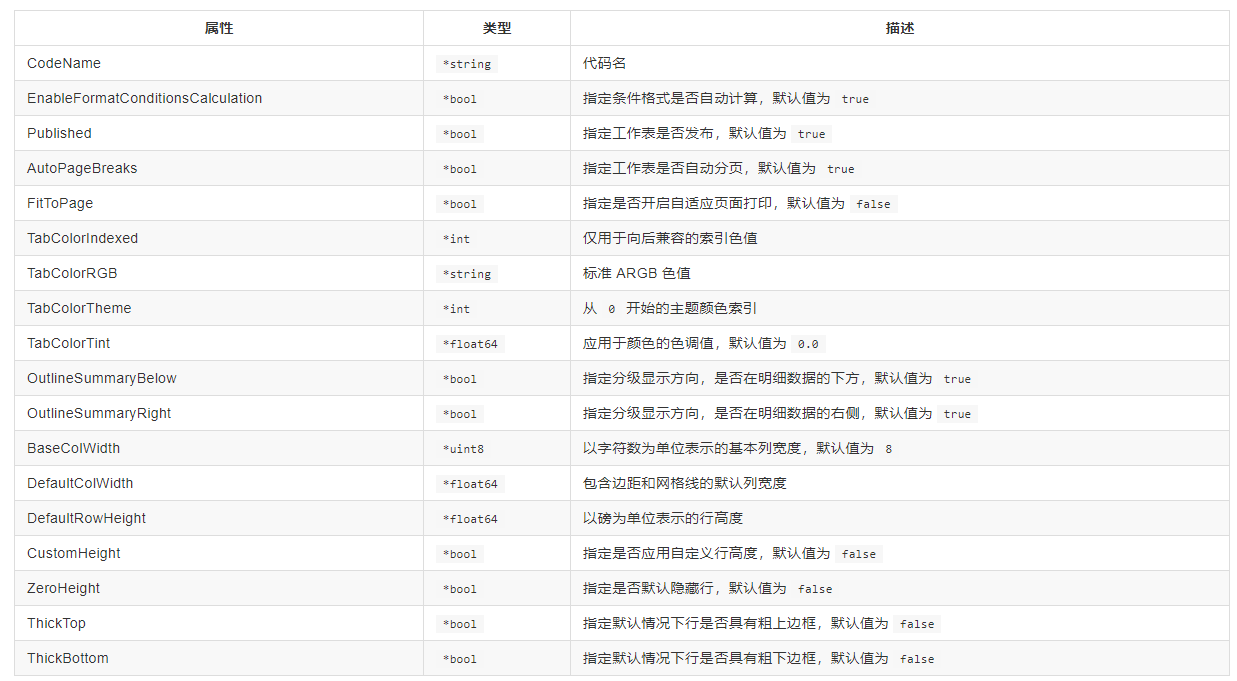 属性 类型 描述
CodeName *string 代码名
EnableFormatConditionsCalculation *bool 指定条件格式是否自动计算，默认值为 true
Published *bool 指定工作表是否发布，默认值为 true
AutoPageBreaks *bool 指定工作表是否自动分页，默认值为 true
FitToPage *bool 指定是否开启自适应页面打印，默认值为 false
TabColorIndexed *int 仅用于向后兼容的索引色值
TabColorRGB *string 标准 ARGB 色值
TabColorTheme *int 从 0 开始的主题颜色索引
TabColorTint *float64 应用于颜色的色调值，默认值为 0.0
OutlineSummaryBelow *bool 指定分级显示方向，是否在明细数据的下方，默认值为 true
OutlineSummaryRight *bool 指定分级显示方向，是否在明细数据的右侧，默认值为 true
BaseColWidth *uint8 以字符数为单位表示的基本列宽度，默认值为 8
DefaultColWidth *float64 包含边距和网格线的默认列宽度
DefaultRowHeight *float64 以磅为单位表示的行高度
CustomHeight *bool 指定是否应用自定义行高度，默认值为 false
ZeroHeight *bool 指定是否默认隐藏行，默认值为 false
ThickTop *bool 指定默认情况下行是否具有粗上边框，默认值为 false
ThickBottom *bool 指定默认情况下行是否具有粗下边框，默认值为 false